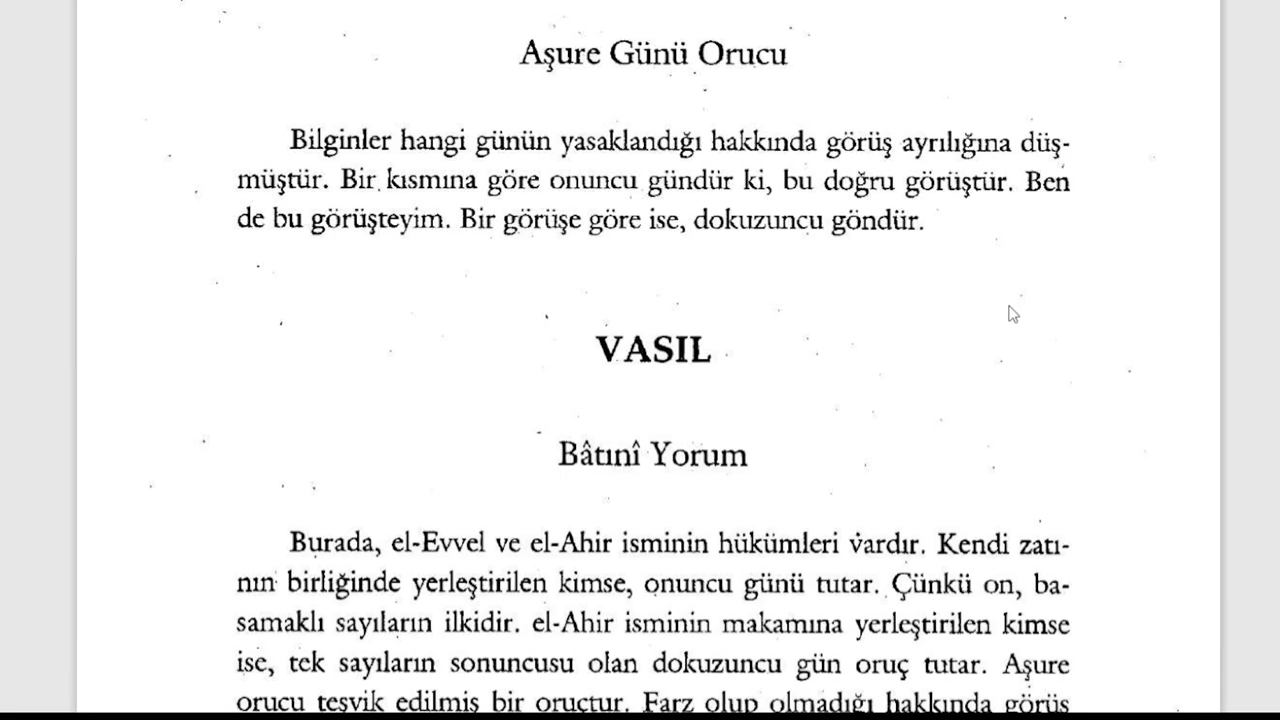 Aşure Günü Orucu
Bilginler hangi günün yasaklandığı hakkında görüş ayrılığına düş-
müştür. Bir kısmına göre onuncu gündür ki, bu doğru görüştür. Ben
de bu görüşteyim. Bir görüşe göre ise, dokuzuncu göndür.
VASIL
Bâtınî Yorum
Burada, el-Evvel ve el-Ahir isminin hükümleri vardır. Kendi zatı-
nın birliğinde yerleştirilen kimse, onuncu günü tutar. Çünkü on, ba-
samaklı sayıların ilkidir. el-Ahir isminin makamına yerleştirilen kimse
ise, tek sayıların sonuncusu olan dokuzuncu gün oruç tutar. Aşure
orucu teşvik edilmiş bir oruçtur. Farz olup olmadığı hakkında görüş